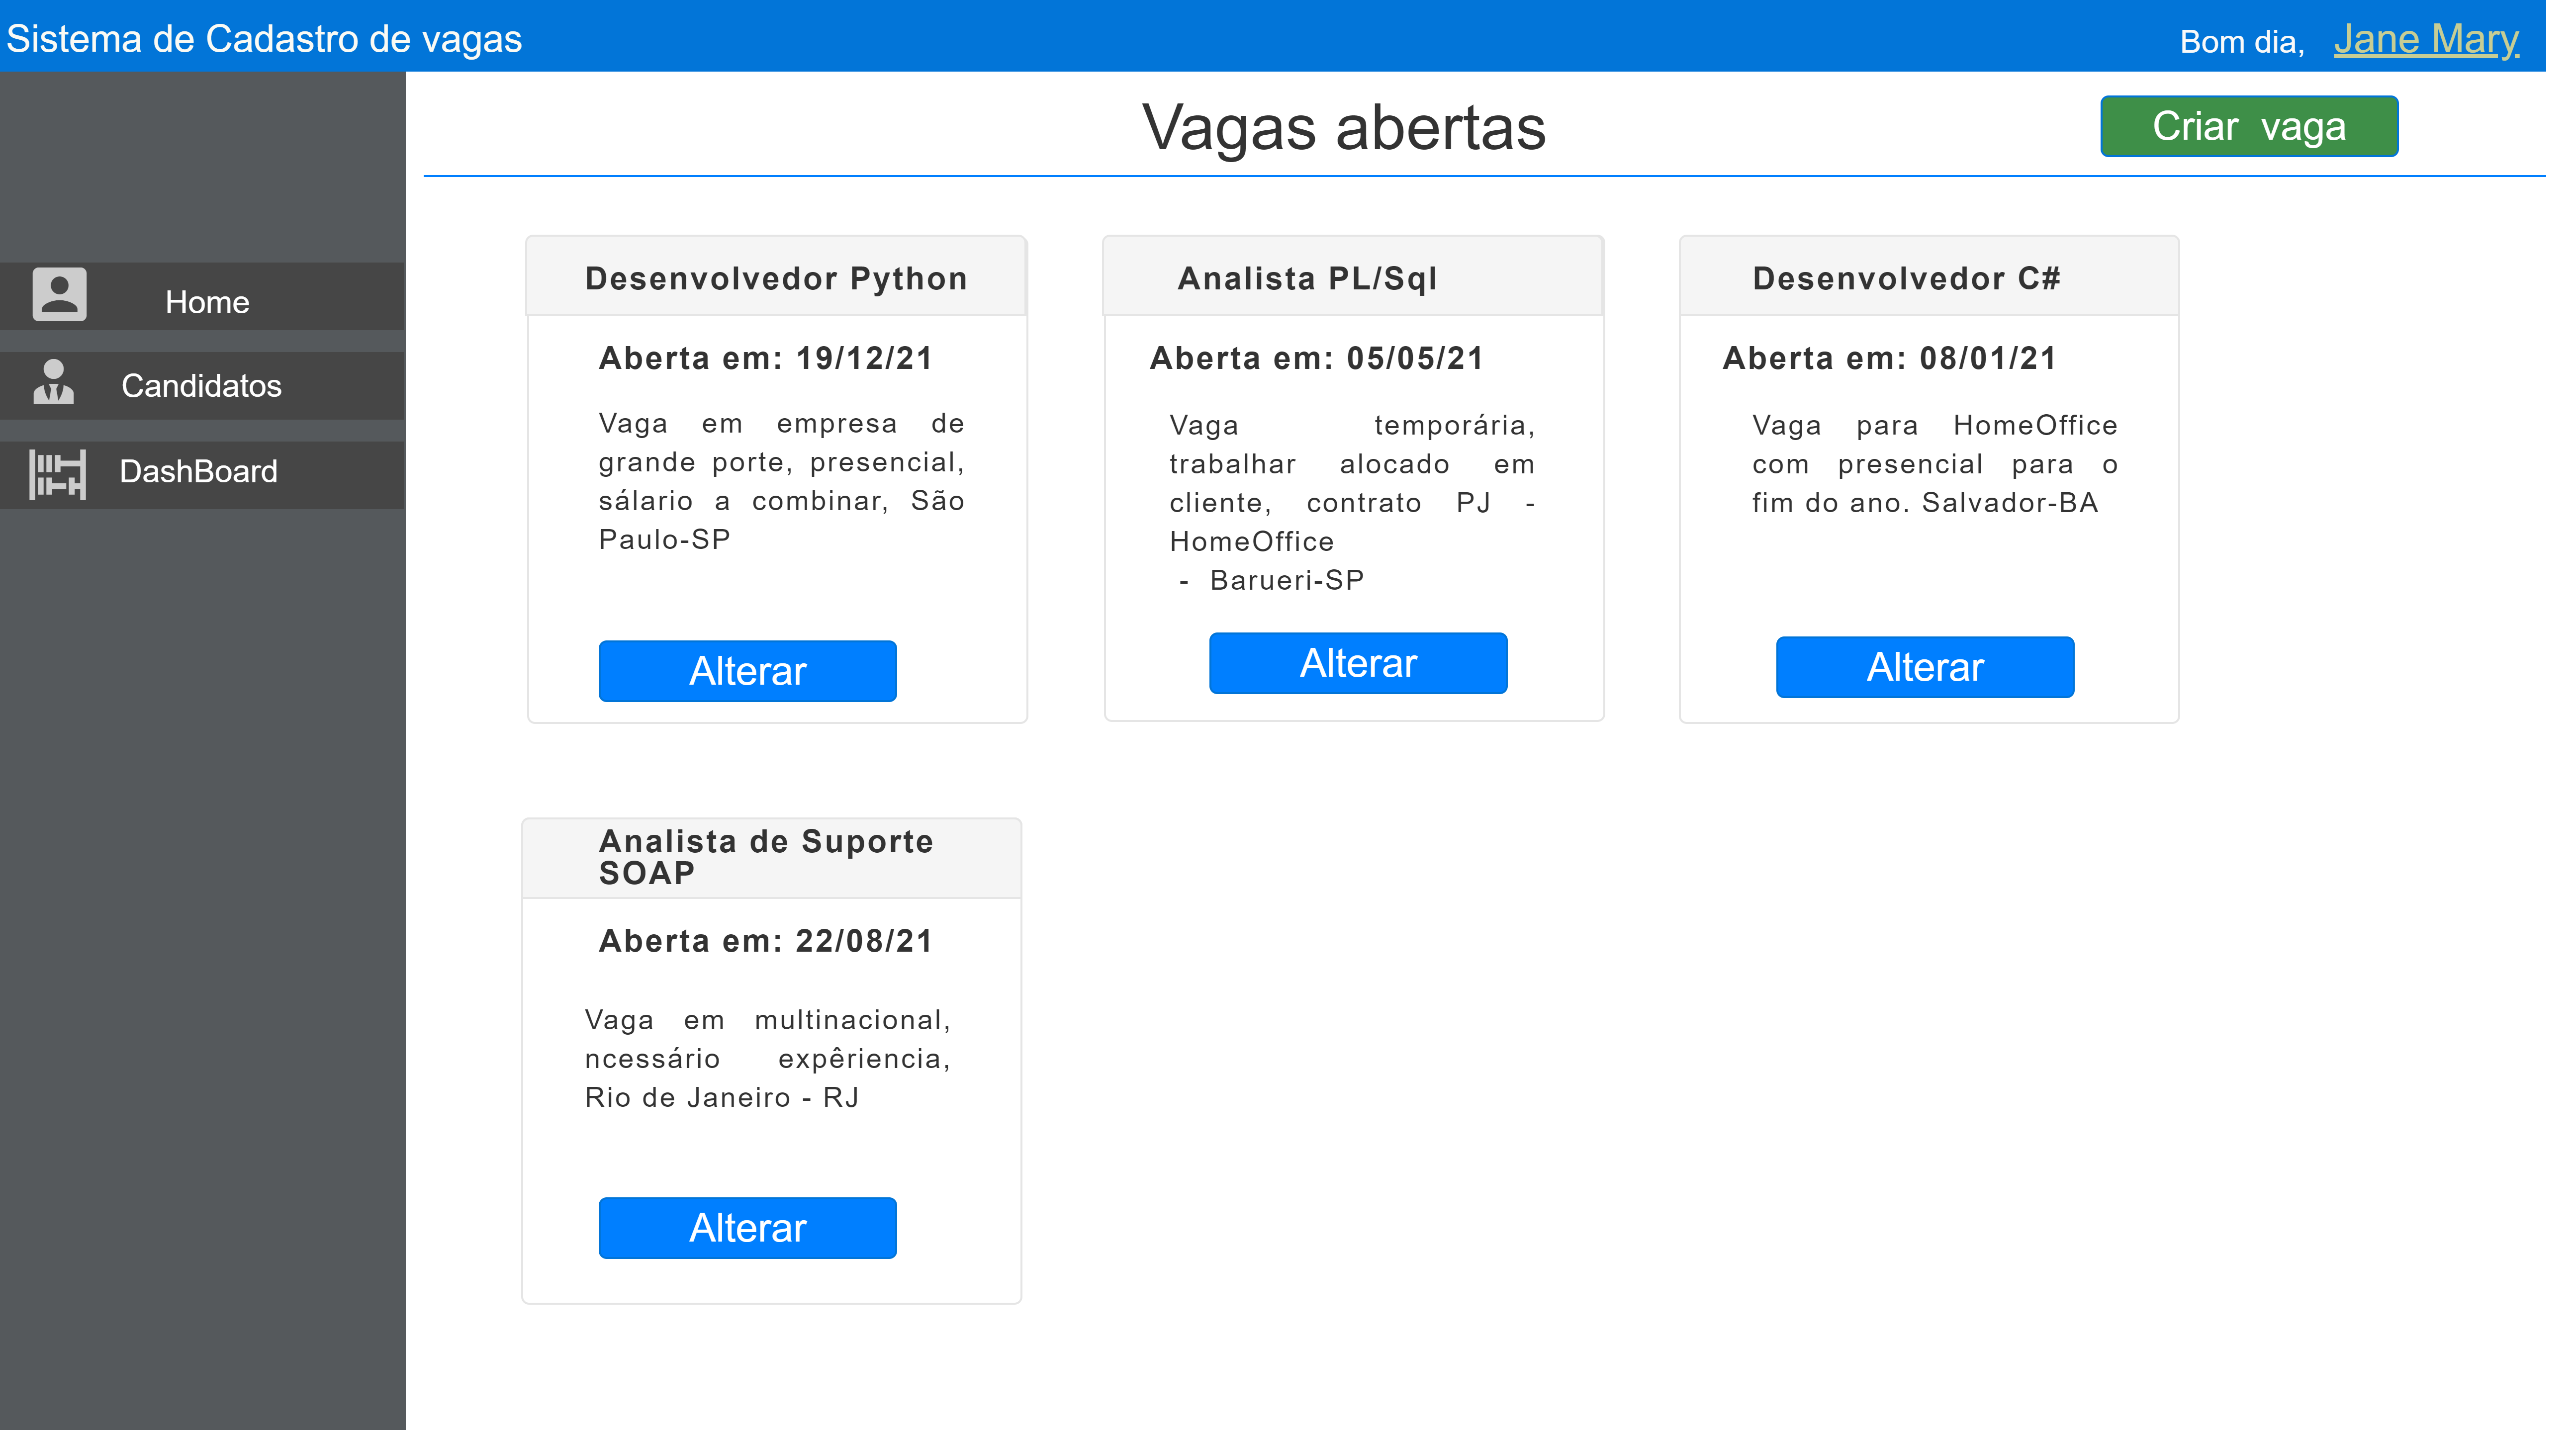 Sistema de Cadastro de vagas
Bom dia, Jane Mary
Vagas abertas
Criar vaga
Home
Candidatos
DashBoard
Desenvolvedor Python
Aberta em: 19/12/21
Vaga em empresa de
grande porte, presencial,
sálario a combinar, São
Paulo-SP
Alterar
Analista PL/Sql
Aberta em: 05/05/21
Vaga temporária,
trabalhar alocado em
cliente, contrato PJ -
HomeOffice
- Barueri-SP
Alterar
Desenvolvedor C#
Aberta em: 08/01/21
Vaga para HomeOffice
com presencial para o
fim do ano. Salvador-BA
Alterar
Analista de Suporte
SOAP
Aberta em: 22/08/21
Vaga em multinacional,
ncessário expêriencia,
Rio de Janeiro - RJ
Alterar